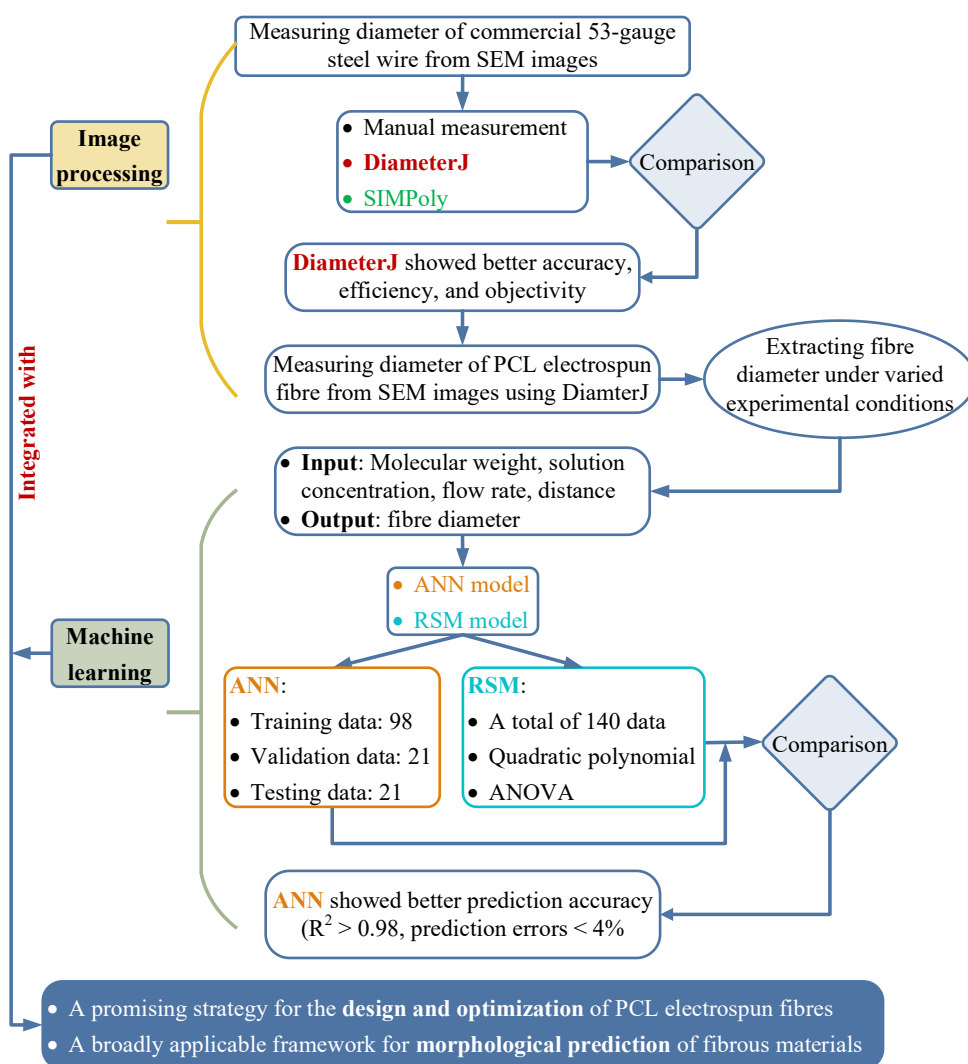 Measuring diameter of commercial 53-gauge
steel wire from SEM images
Image
processing
• Manual measurement
• DiameterJ
• SIMPoly
Comparison
DiameterJ showed better accuracy,
efficiency, and objectivity
Measuring diameter of PCL electrospun
fibre from SEM images using DiamterJ
Extracting fibre
diameter under varied
experimental conditions
Integrated with
• Input: Molecular weight, solution
concentration, flow rate, distance
• Output: fibre diameter
• ANN model
• RSM model
Machine
learning
ANN:
• Training data: 98
• Validation data: 21
• Testing data: 21
RSM:
• A total of 140 data
• Quadratic polynomial
• ANOVA
Comparison
ANN showed better prediction accuracy
(R² > 0.98, prediction errors < 4%
• A promising strategy for the design and optimization of PCL electrospun fibres
• A broadly applicable framework for morphological prediction of fibrous materials